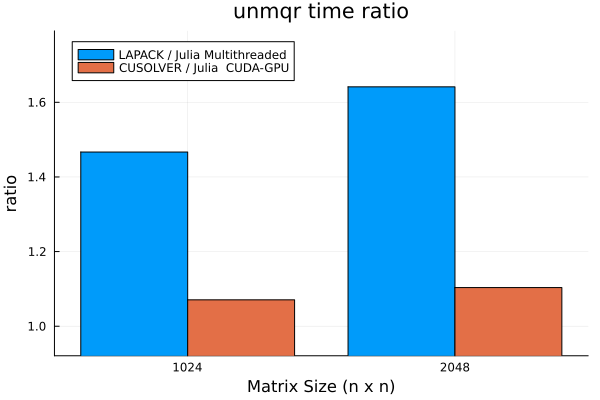 unmqr time ratio
LAPACK / Julia Multithreaded
CUSOLVER / Julia  CUDA-GPU
ratio
1.6
1.4
1.2
1.0
1024
2048
Matrix Size (n x n)